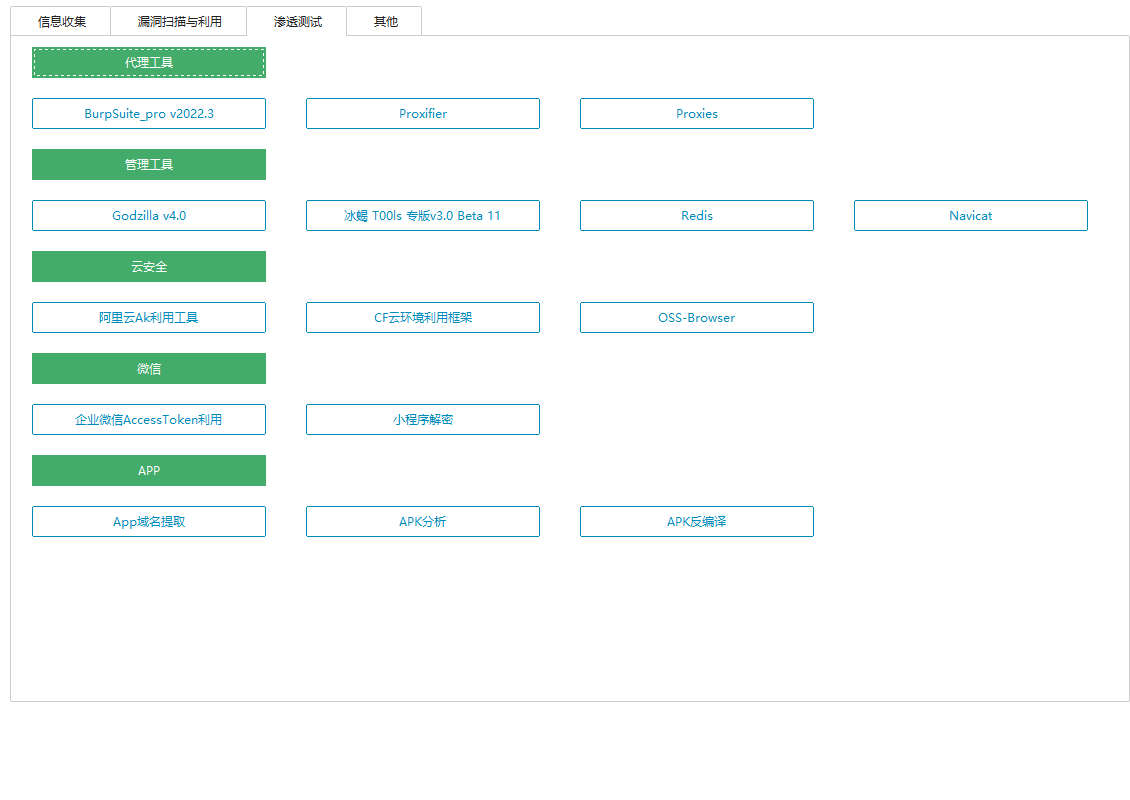 信息收集 漏洞扫描与利用 渗透测试 其他
代理工具
BurpSuite_pro v2022.3 Proxifier Proxies
管理工具
Godzilla v4.0 冰蝎 T00ls 专版v3.0 Beta 11 Redis Navicat
云安全
阿里云Ak利用工具 CF云环境利用框架 OSS-Browser
微信
企业微信AccessToken利用 小程序解密
APP
App域名提取 APK分析 APK反编译